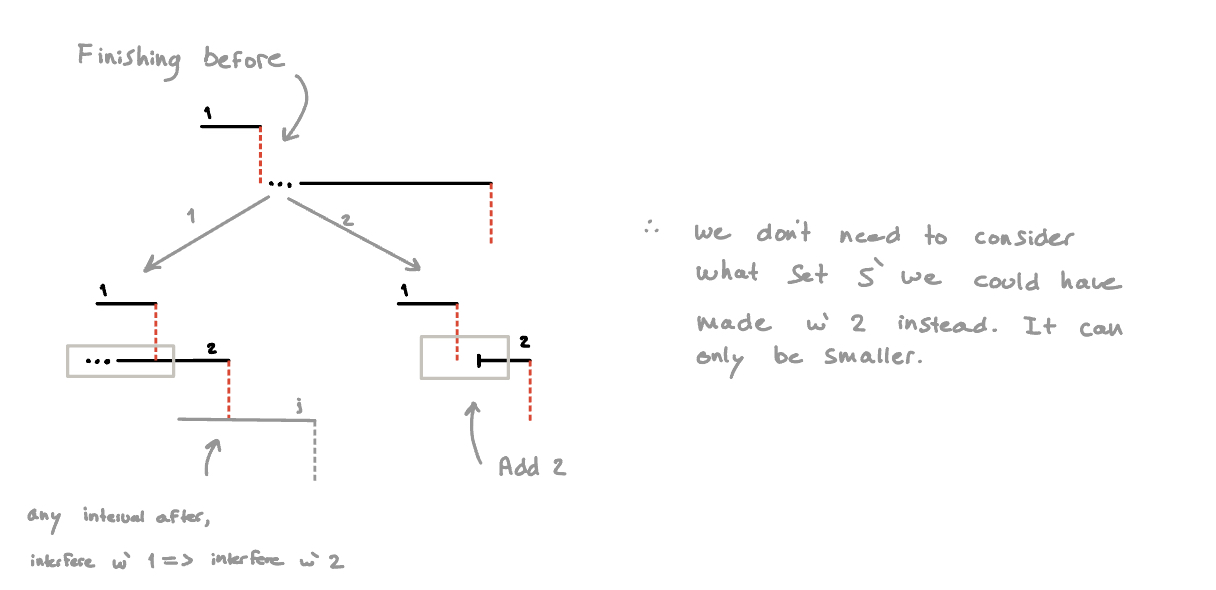 Finishing before
1
...
1
2
1
1
... 2
2
j
Add 2
any interval after,
interfere w` 1 => interfere w` 2
∴ we don't need to consider
what set S` we could have
made w` 2 instead. It can
only be smaller.